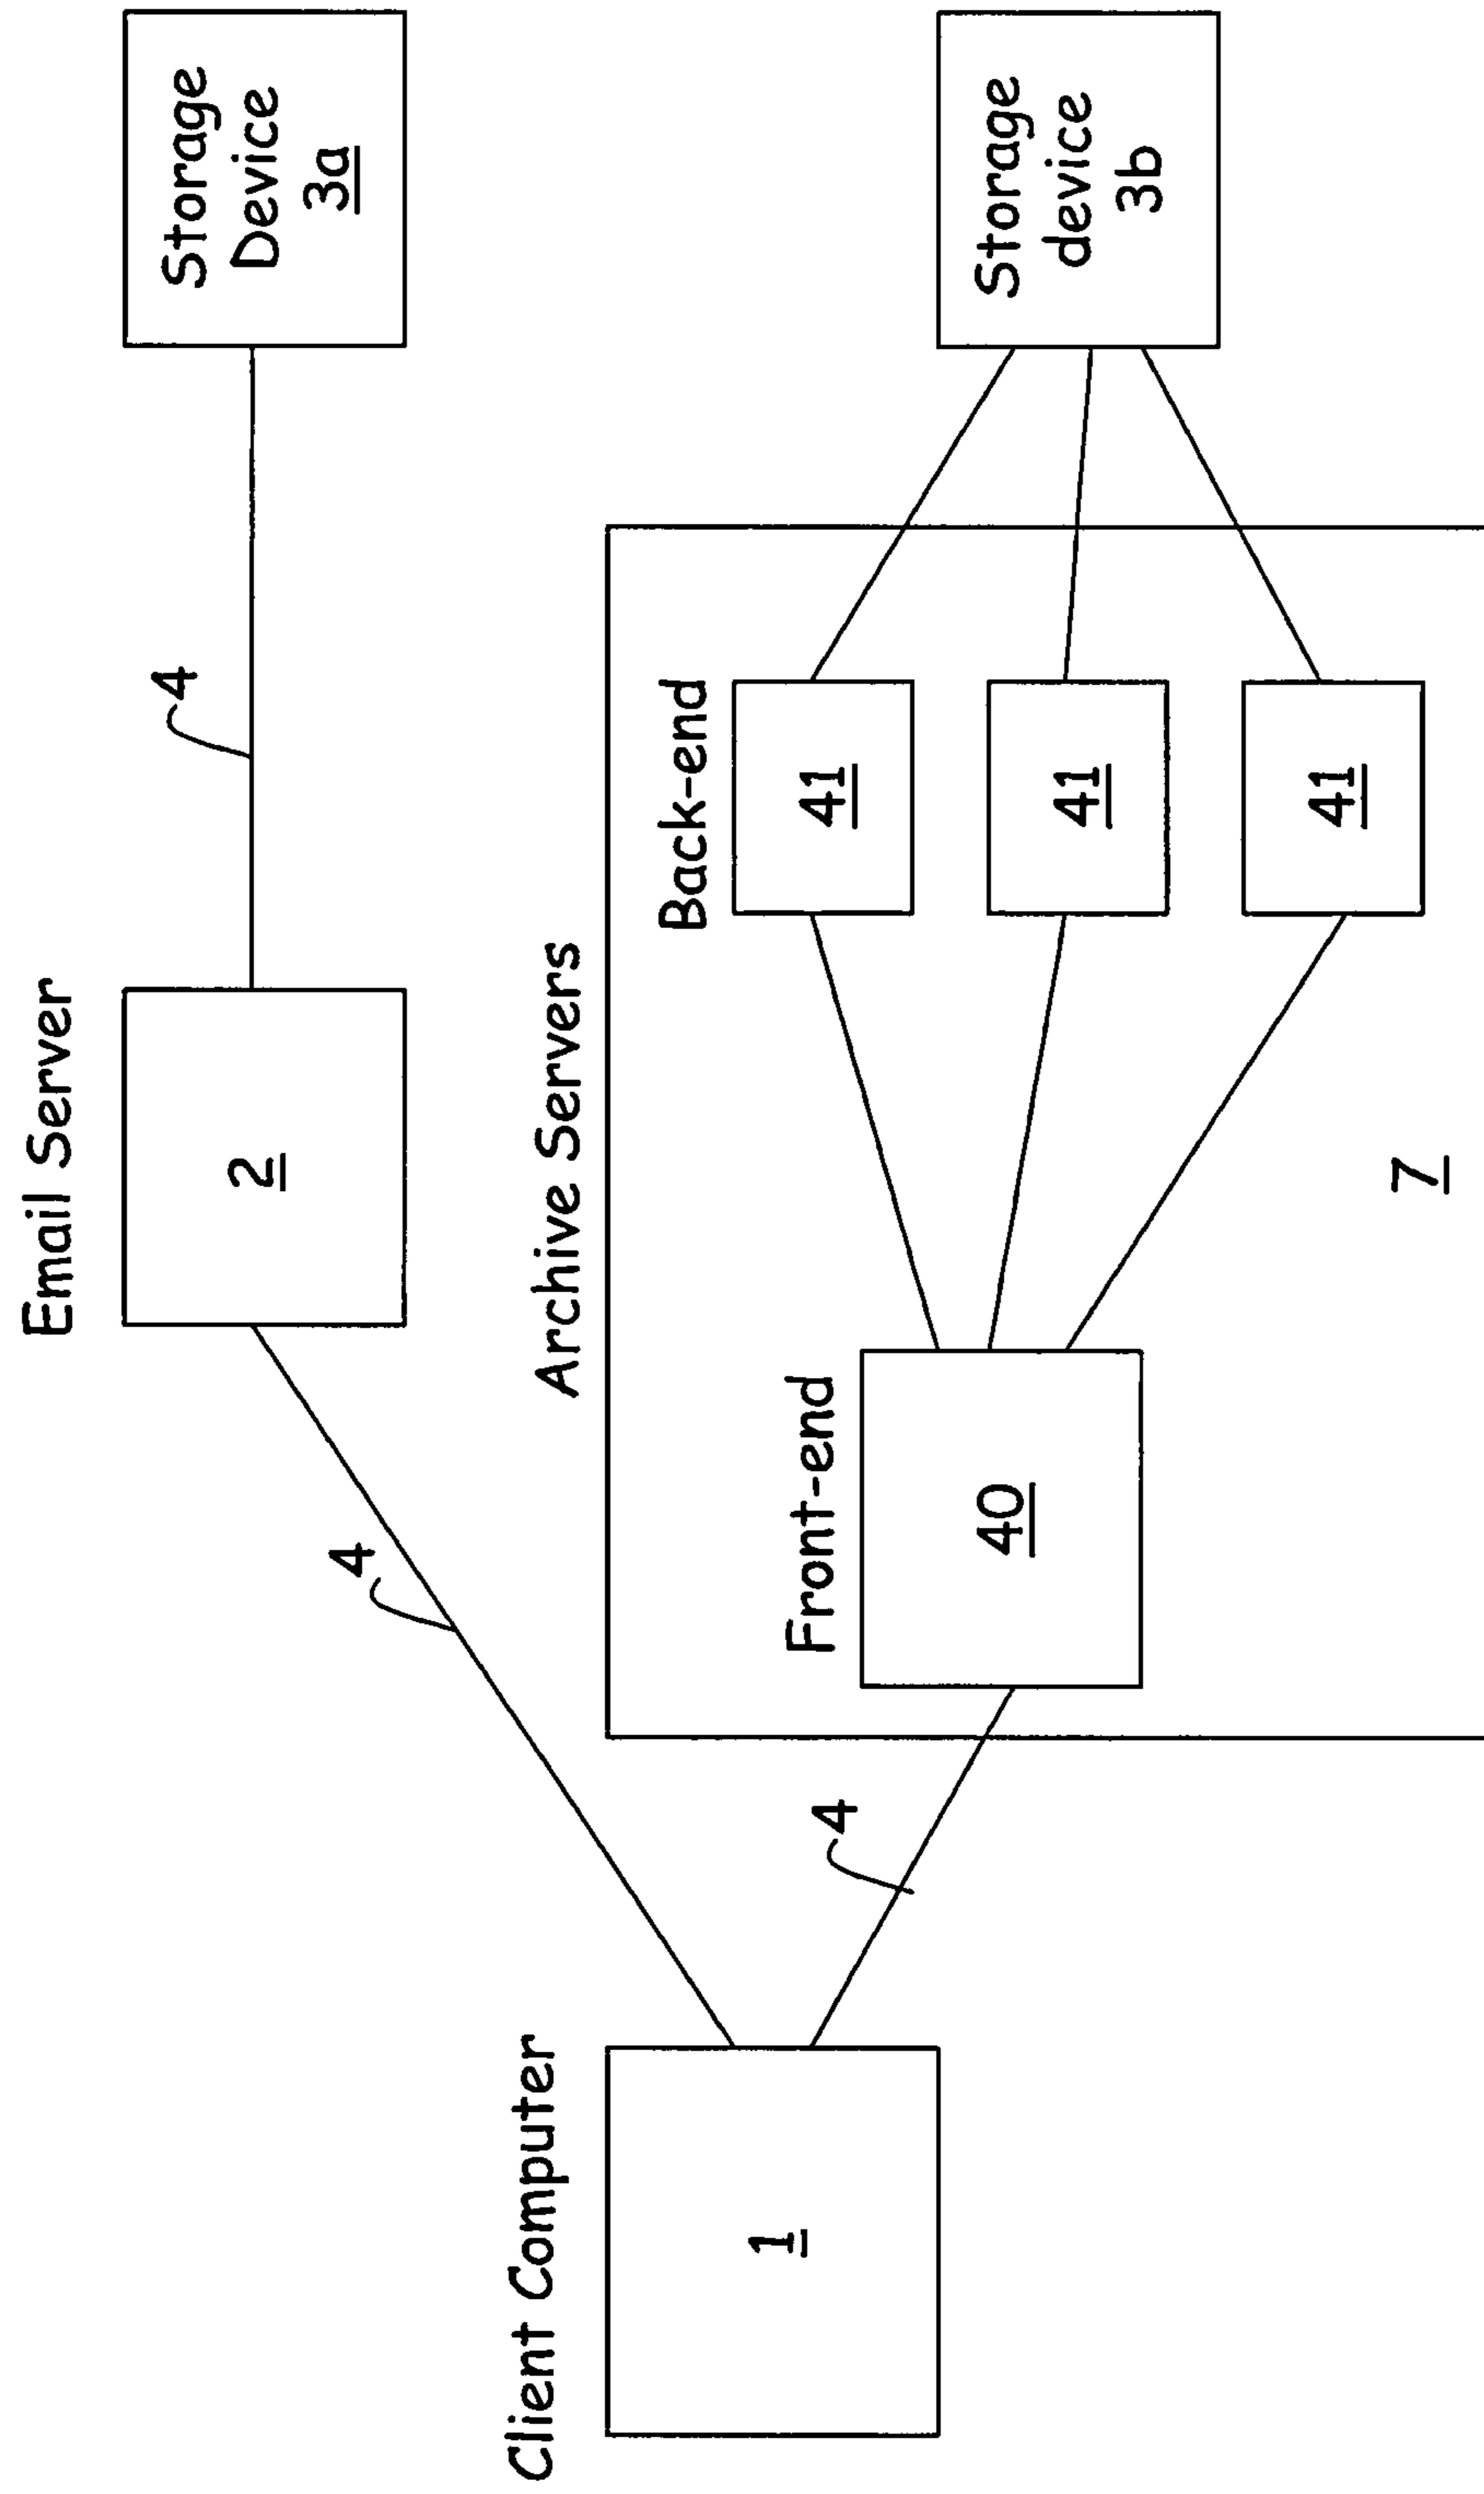 Email Server
2
4
Storage
Device
3a
4
Client Computer
1
4
Archive Servers
Front-end
40
Back-end
41
41
41
7
Storage
device
3b